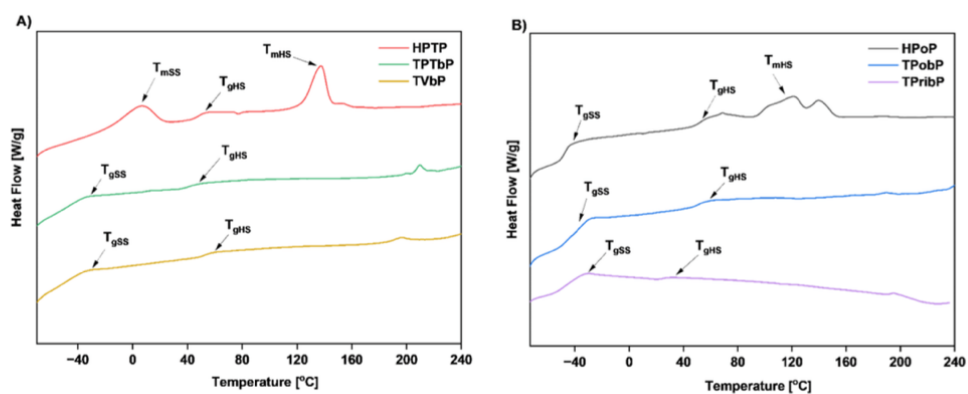 A)
HPTP
TPTbP
TVbP
TmSS
TgHS
TmHS
TgSS
TgHS
TgSS
TgHS
Heat Flow [W/g]
−40 0 40 80 120 160 200 240
Temperature [°C]
B)
HPoP
TPobP
TPribP
TgSS
TgHS
TmHS
TgSS
TgHS
TgSS
TgHS
Heat Flow [W/g]
−40 0 40 80 120 160 200 240
Temperature [°C]